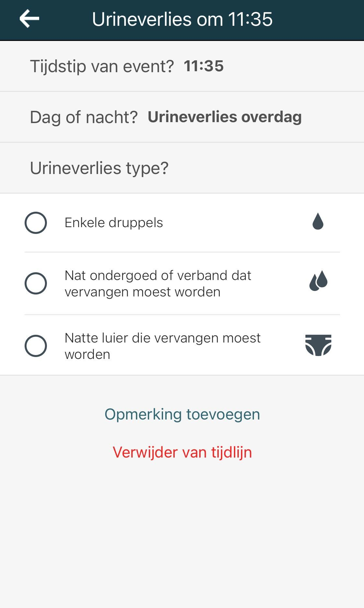 Urineverlies om 11:35
Tijdstip van event? 11:35
Dag of nacht? Urineverlies overdag
Urineverlies type?
Enkele druppels
Nat ondergoed of verband dat
vervangen moest worden
Natte luier die vervangen moest
worden
Opmerking toevoegen
Verwijder van tijdlijn